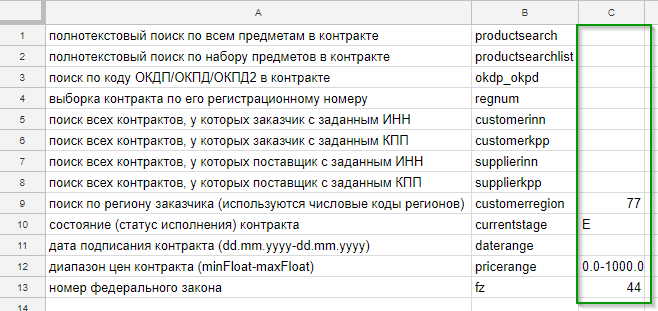 A B C
1 полнотекстовый поиск по всем предметам в контракте productsearch
2 полнотекстовый поиск по набору предметов в контракте productsearchlist
3 поиск по коду ОКДП/ОКПД/ОКПД2 в контракте okdp_okpd
4 выборка контракта по его регистрационному номеру regnum
5 поиск всех контрактов, у которых заказчик с заданным ИНН customerinn
6 поиск всех контрактов, у которых заказчик с заданным КПП customerkpp
7 поиск всех контрактов, у которых поставщик с заданным ИНН supplierinn
8 поиск всех контрактов, у которых поставщик с заданным КПП supplierkpp
9 поиск по региону заказчика (используются числовые коды регионов) customerregion 77
10 состояние (статус исполнения) контракта currentstage E
11 дата подписания контракта (dd.mm.yyyy-dd.mm.yyyy) daterange
12 диапазон цен контракта (minFloat-maxFloat) pricerange 0.0-1000.0
13 номер федерального закона fz 44
14